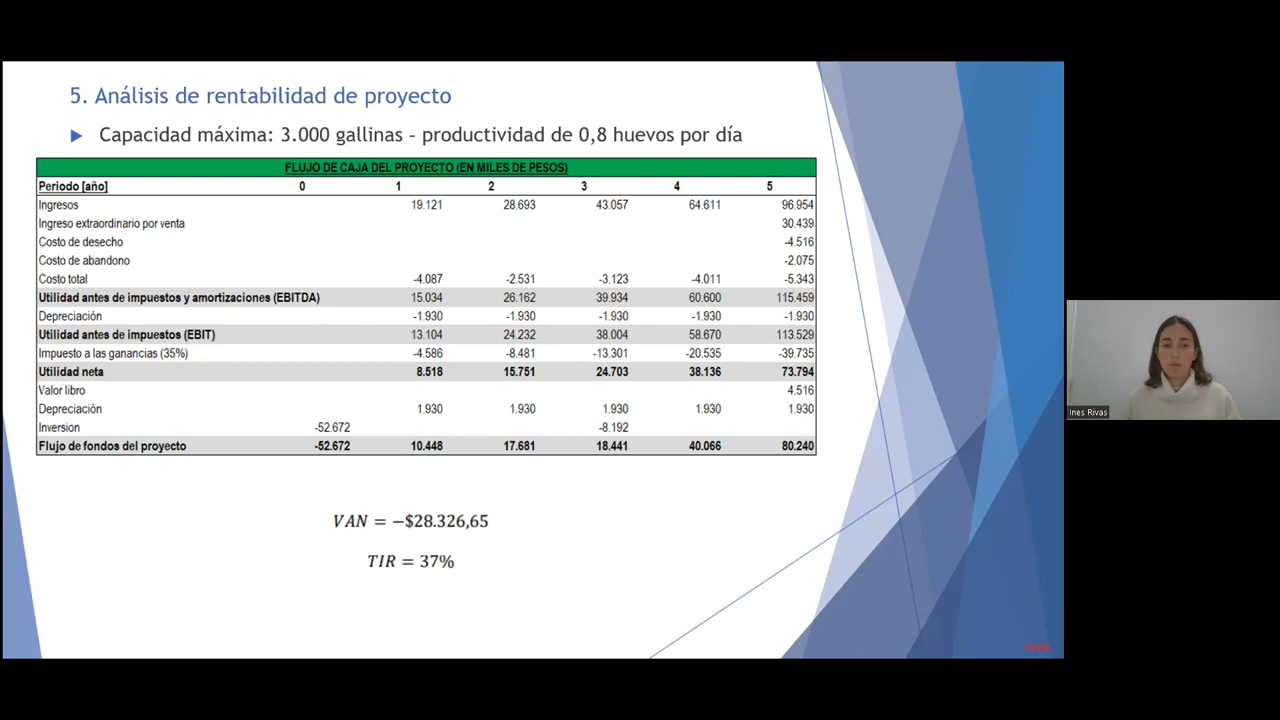 5. Análisis de rentabilidad de proyecto
Capacidad máxima: 3.000 gallinas – productividad de 0,8 huevos por día
FLUJO DE CAJA DEL PROYECTO (EN MILES DE PESOS)
Periodo [año] 0 1 2 3 4 5
Ingresos 19.121 28.693 43.057 64.611 96.954
Ingreso extraordinario por venta 30.439
Costo de desecho -4.516
Costo de abandono -2.075
Costo total -4.087 -2.531 -3.123 -4.011 -5.343
Utilidad antes de impuestos y amortizaciones (EBITDA) 15.034 26.162 39.934 60.600 115.459
Depreciación -1.930 -1.930 -1.930 -1.930 -1.930
Utilidad antes de impuestos (EBIT) 13.104 24.232 38.004 58.670 113.529
Impuesto a las ganancias (35%) -4.586 -8.481 -13.301 -20.535 -39.735
Utilidad neta 8.518 15.751 24.703 38.136 73.794
Valor libro 4.516
Depreciación 1.930 1.930 1.930 1.930 1.930
Inversion -52.672 -8.192
Flujo de fondos del proyecto -52.672 10.448 17.681 18.441 40.066 80.240
VAN = −$28.326,65
TIR = 37%
Ines Rivas